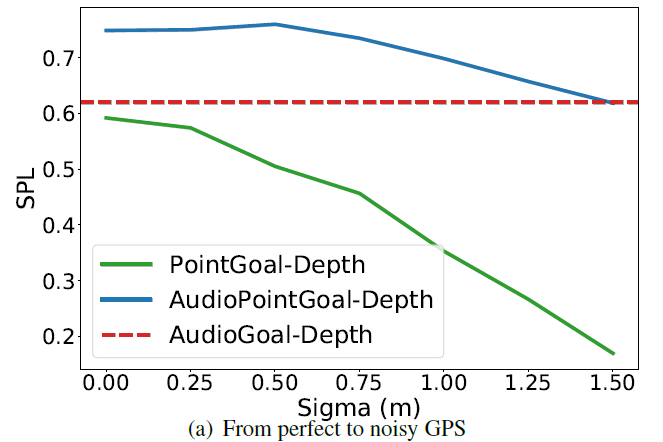 0.7
0.6
0.5
0.4
0.3
0.2
SPL
PointGoal-Depth
AudioPointGoal-Depth
AudioGoal-Depth
0.00 0.25 0.50 0.75 1.00 1.25 1.50
Sigma (m)
(a) From perfect to noisy GPS